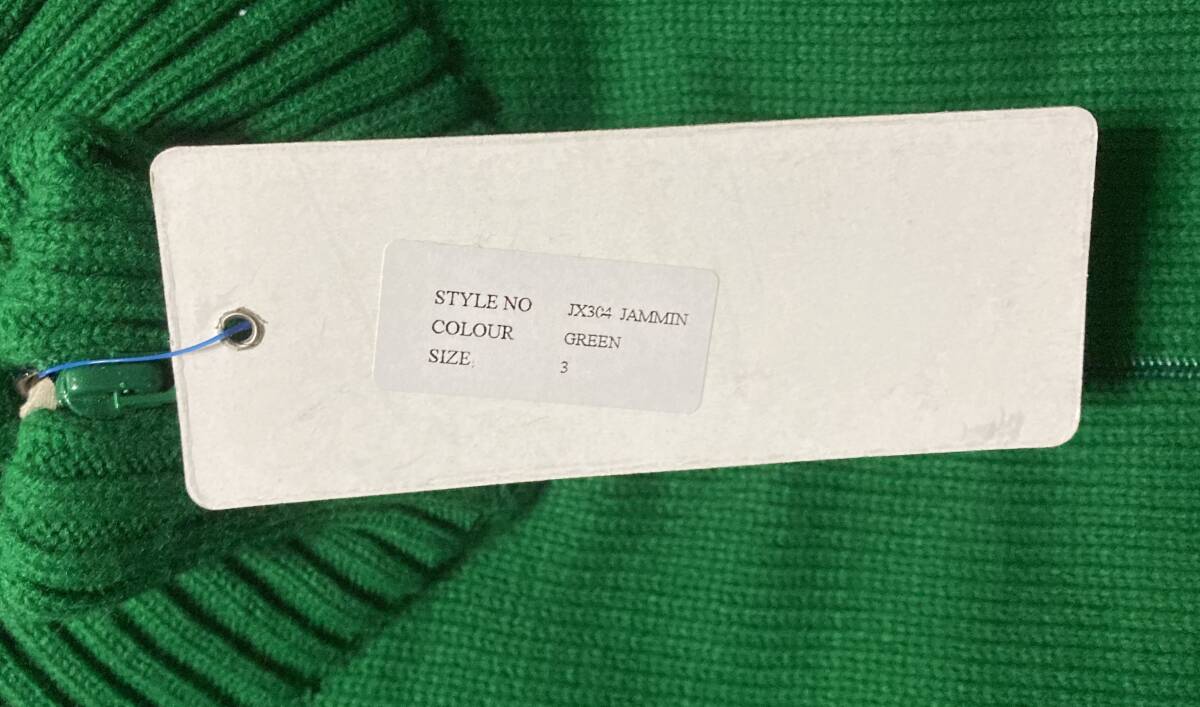 STYLE NO JX304 JAMMIN
COLOUR GREEN
SIZE 3